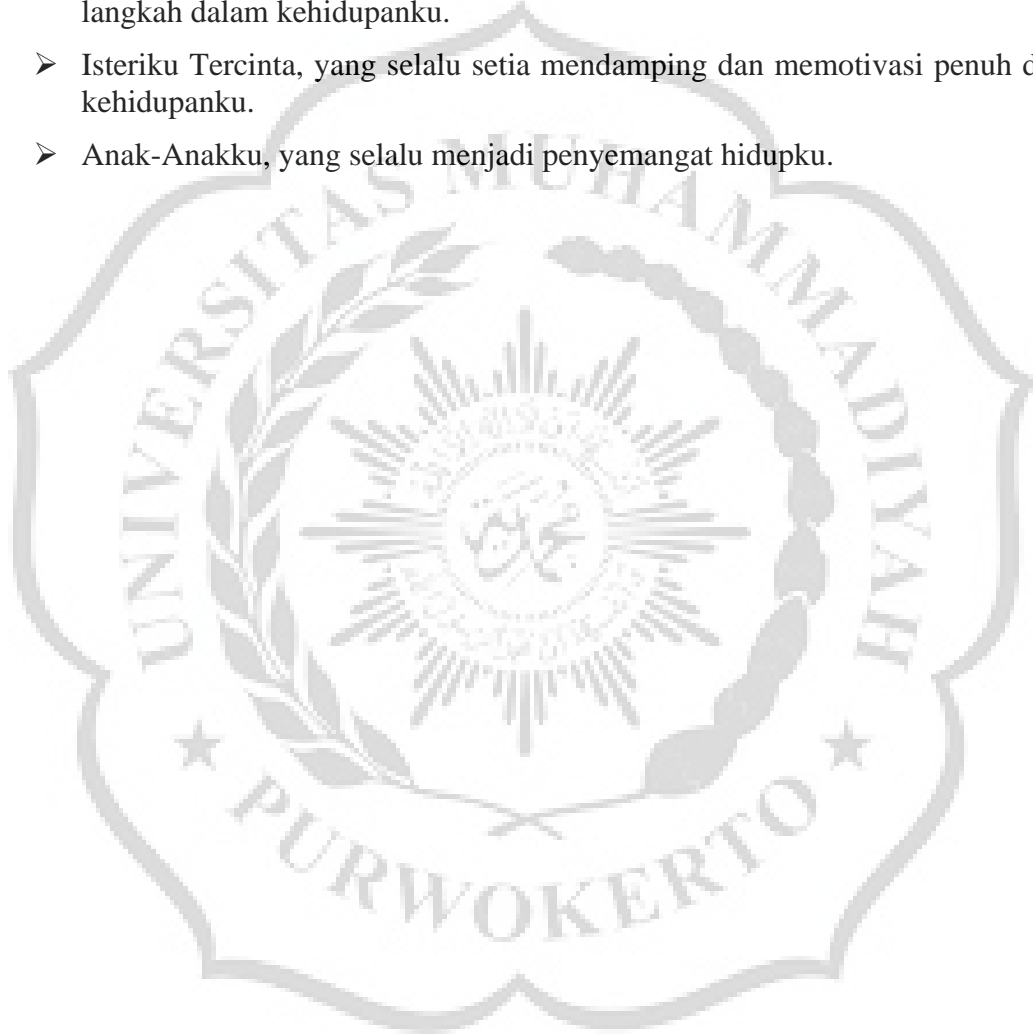 langkah dalam kehidupanku.
➢ Isteriku Tercinta, yang selalu setia mendamping dan memotivasi penuh
kehidupanku.
➢ Anak-Anakku, yang selalu menjadi penyemangat hidupku.
UNIVERSITAS MUHAMMADIYAH
PURWOKERTO